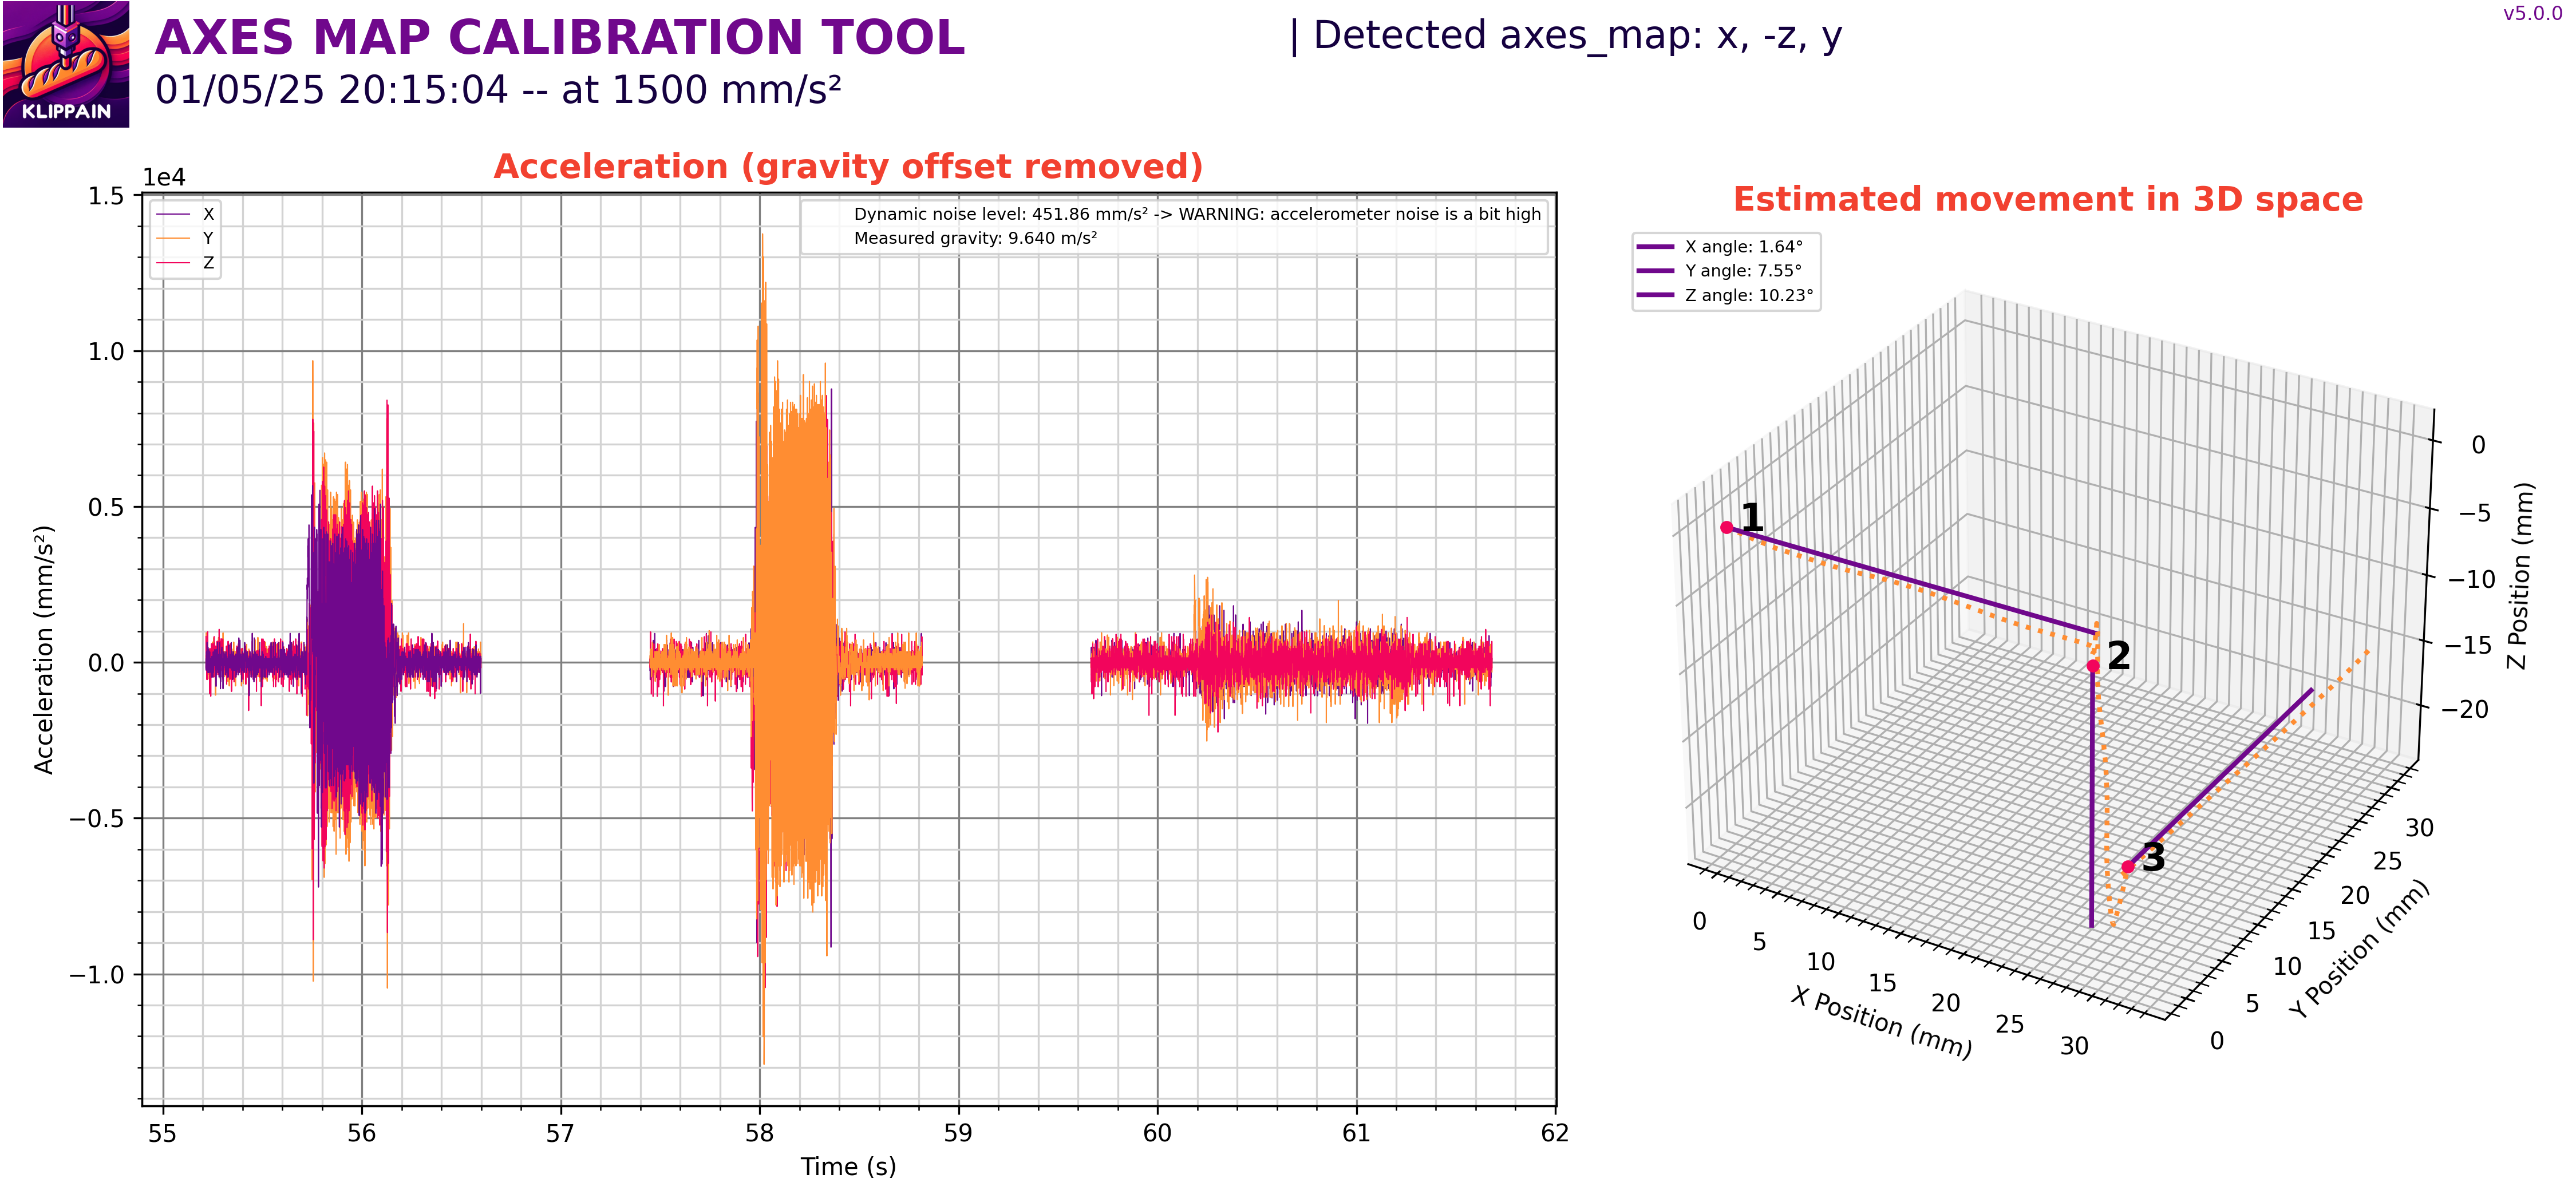 KLIPPAIN
AXES MAP CALIBRATION TOOL
01/05/25 20:15:04 -- at 1500 mm/s²
| Detected axes_map: x, -z, y
v5.0.0
Acceleration (gravity offset removed)
1e4
X
Y
Z
Dynamic noise level: 451.86 mm/s² -> WARNING: accelerometer noise is a bit high
Measured gravity: 9.640 m/s²
1.5
1.0
0.5
0.0
−0.5
−1.0
Acceleration (mm/s²)
55 56 57 58 59 60 61 62
Time (s)
Estimated movement in 3D space
X angle: 1.64°
Y angle: 7.55°
Z angle: 10.23°
1
2
3
0
−5
−10
−15
−20
Z Position (mm)
0 5 10 15 20 25 30
X Position (mm)
0 5 10 15 20 25 30
Y Position (mm)